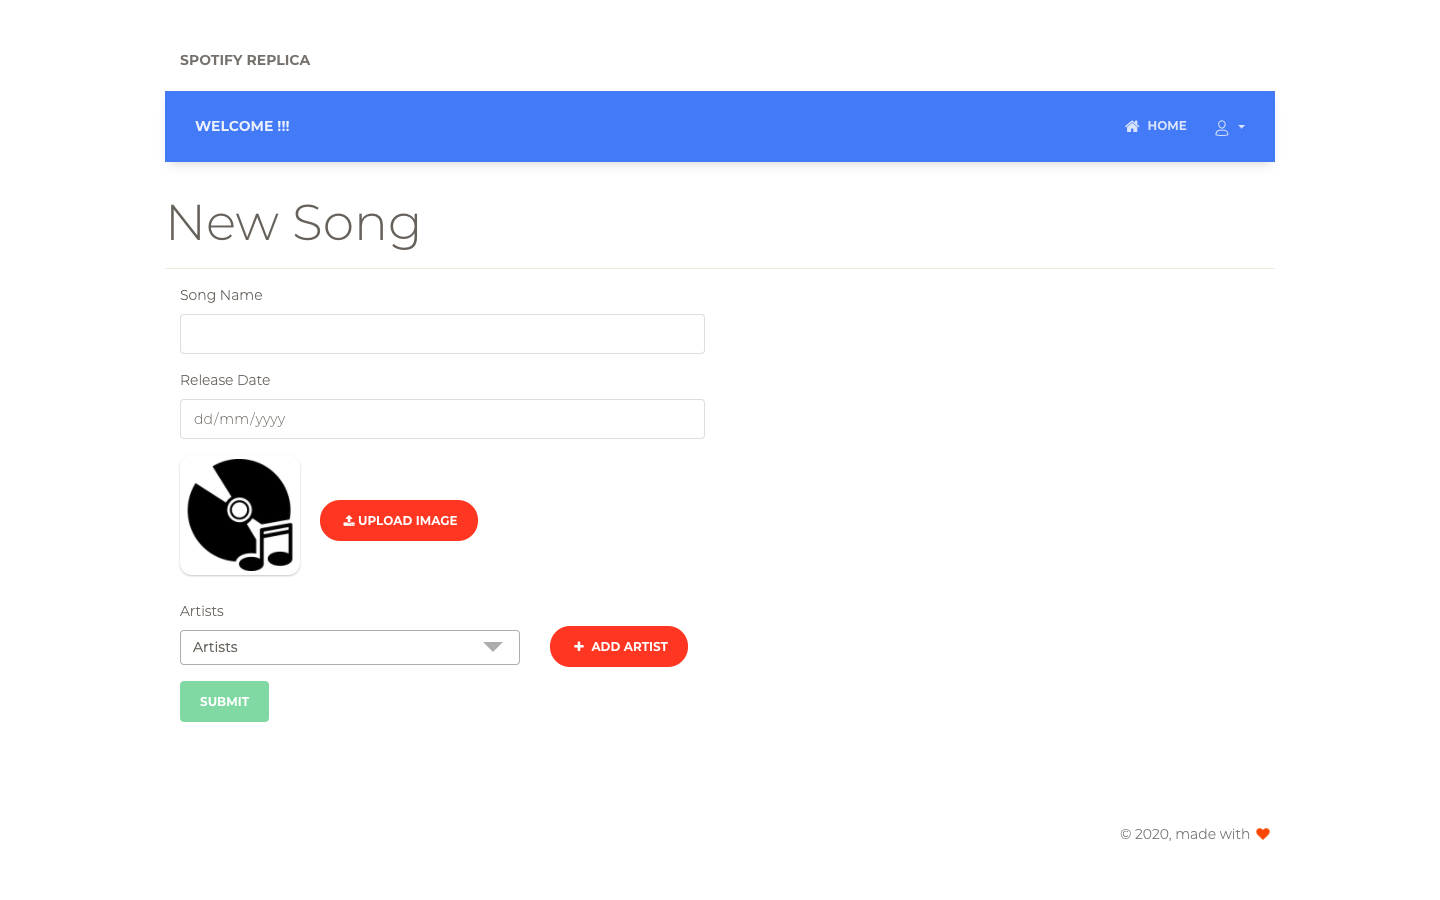 SPOTIFY REPLICA
WELCOME !!!
HOME
New Song
Song Name
Release Date
dd/mm/yyyy
UPLOAD IMAGE
Artists
Artists
ADD ARTIST
SUBMIT
© 2020, made with